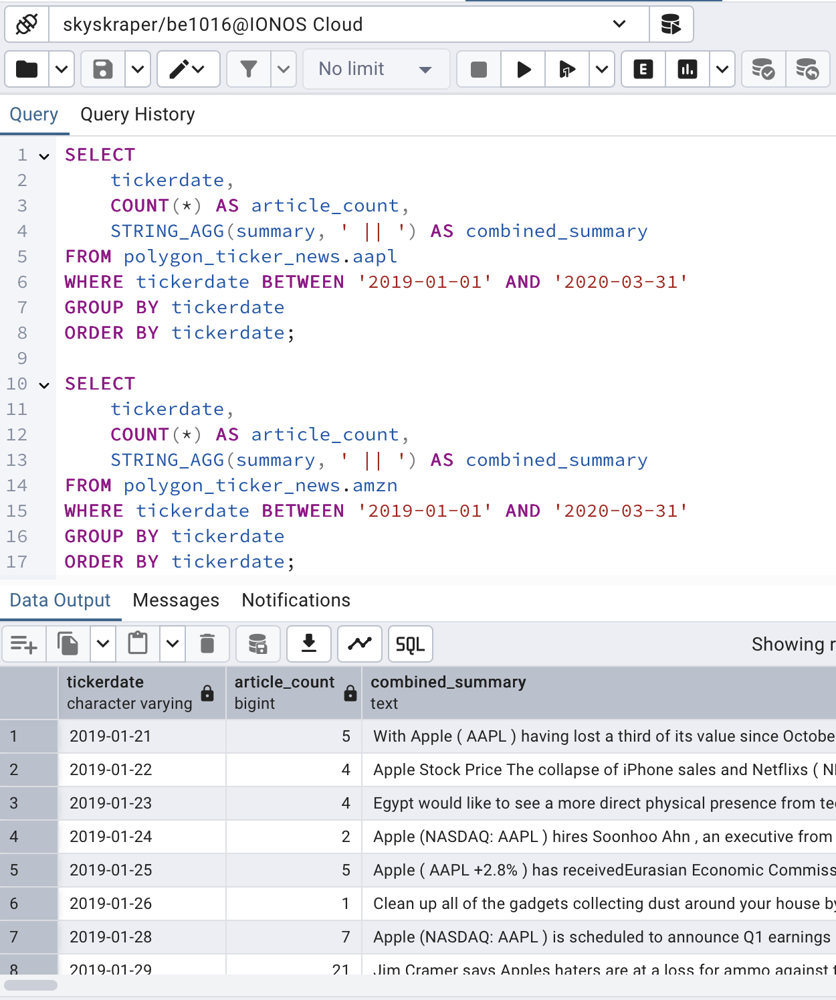 skyskraper/be1016@IONOS Cloud
No limit
1
E
Query Query History
1 SELECT
2 tickerdate,
3 COUNT(*) AS article_count,
4 STRING_AGG(summary, ' || ') AS combined_summary
5 FROM polygon_ticker_news.aapl
6 WHERE tickerdate BETWEEN '2019-01-01' AND '2020-03-31'
7 GROUP BY tickerdate
8 ORDER BY tickerdate;
9
10 SELECT
11 tickerdate,
12 COUNT(*) AS article_count,
13 STRING_AGG(summary, ' || ') AS combined_summary
14 FROM polygon_ticker_news.amzn
15 WHERE tickerdate BETWEEN '2019-01-01' AND '2020-03-31'
16 GROUP BY tickerdate
17 ORDER BY tickerdate;
Data Output Messages Notifications
SQL Showing r
tickerdate article_count combined_summary
character varying bigint text
1 2019-01-21 5 With Apple ( AAPL ) having lost a third of its value since Octobe
2 2019-01-22 4 Apple Stock Price The collapse of iPhone sales and Netflixs ( N
3 2019-01-23 4 Egypt would like to see a more direct physical presence from te
4 2019-01-24 2 Apple (NASDAQ: AAPL ) hires Soonhoo Ahn , an executive from
5 2019-01-25 5 Apple ( AAPL +2.8% ) has receivedEurasian Economic Commiss
6 2019-01-26 1 Clean up all of the gadgets collecting dust around your house by
7 2019-01-28 7 Apple (NASDAQ: AAPL ) is scheduled to announce Q1 earnings
8 2019-01-29 21 Jim Cramer says Apples haters are at a loss for ammo against t